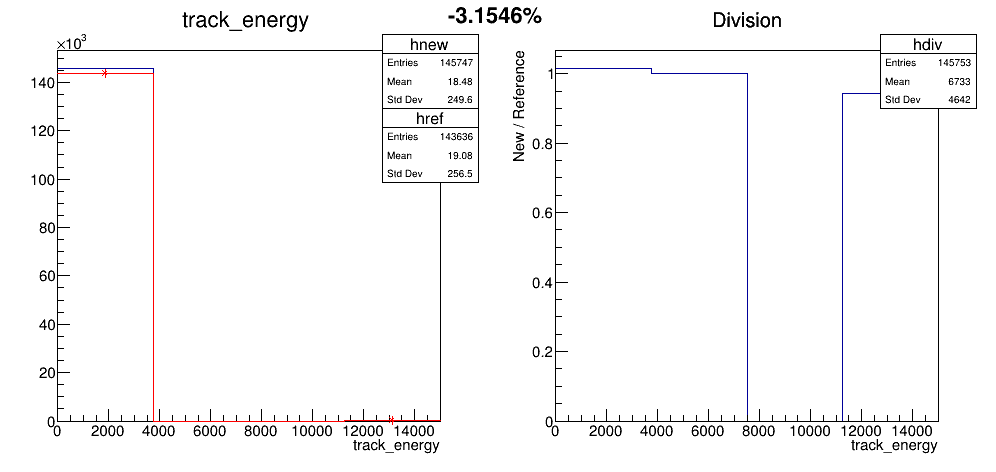 -3.1546%
track_energy
×10³
hnew
Entries 145747
Mean 18.48
Std Dev 249.6
href
Entries 143636
Mean 19.08
Std Dev 256.5
140
120
100
80
60
40
20
0
0 2000 4000 6000 8000 10000 12000 14000
track_energy
Division
hdiv
Entries 145753
Mean 6733
Std Dev 4642
New / Reference
1
0.8
0.6
0.4
0.2
0
0 2000 4000 6000 8000 10000 12000 14000
track_energy